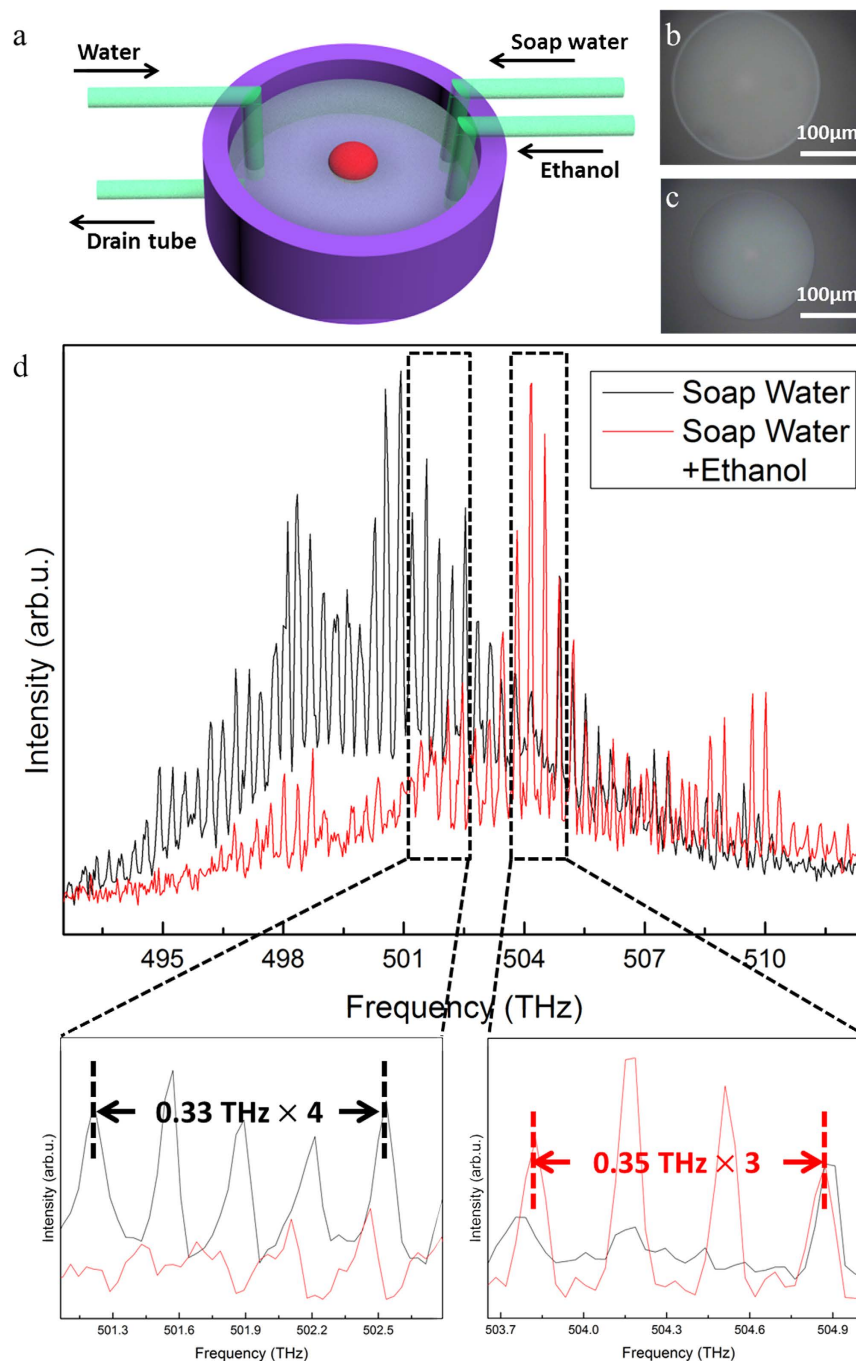 a
Water
Soap water
Ethanol
Drain tube
b
100μm
c
100μm
d
Soap Water
Soap Water
+Ethanol
Intensity (arb.u.)
495 498 501 504 507 510
Frequency (THz)
0.33 THz × 4
Intensity (arb.u.)
501.3 501.6 501.9 502.2 502.5
Frequency (THz)
0.35 THz × 3
Intensity (arb.u.)
503.7 504.0 504.3 504.6 504.9
Frequency (THz)